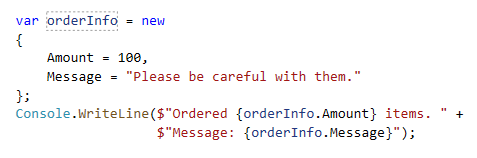 var orderInfo = new
{
    Amount = 100,
    Message = "Please be careful with them."
};
Console.WriteLine($"Ordered {orderInfo.Amount} items. " +
                  $"Message: {orderInfo.Message}");